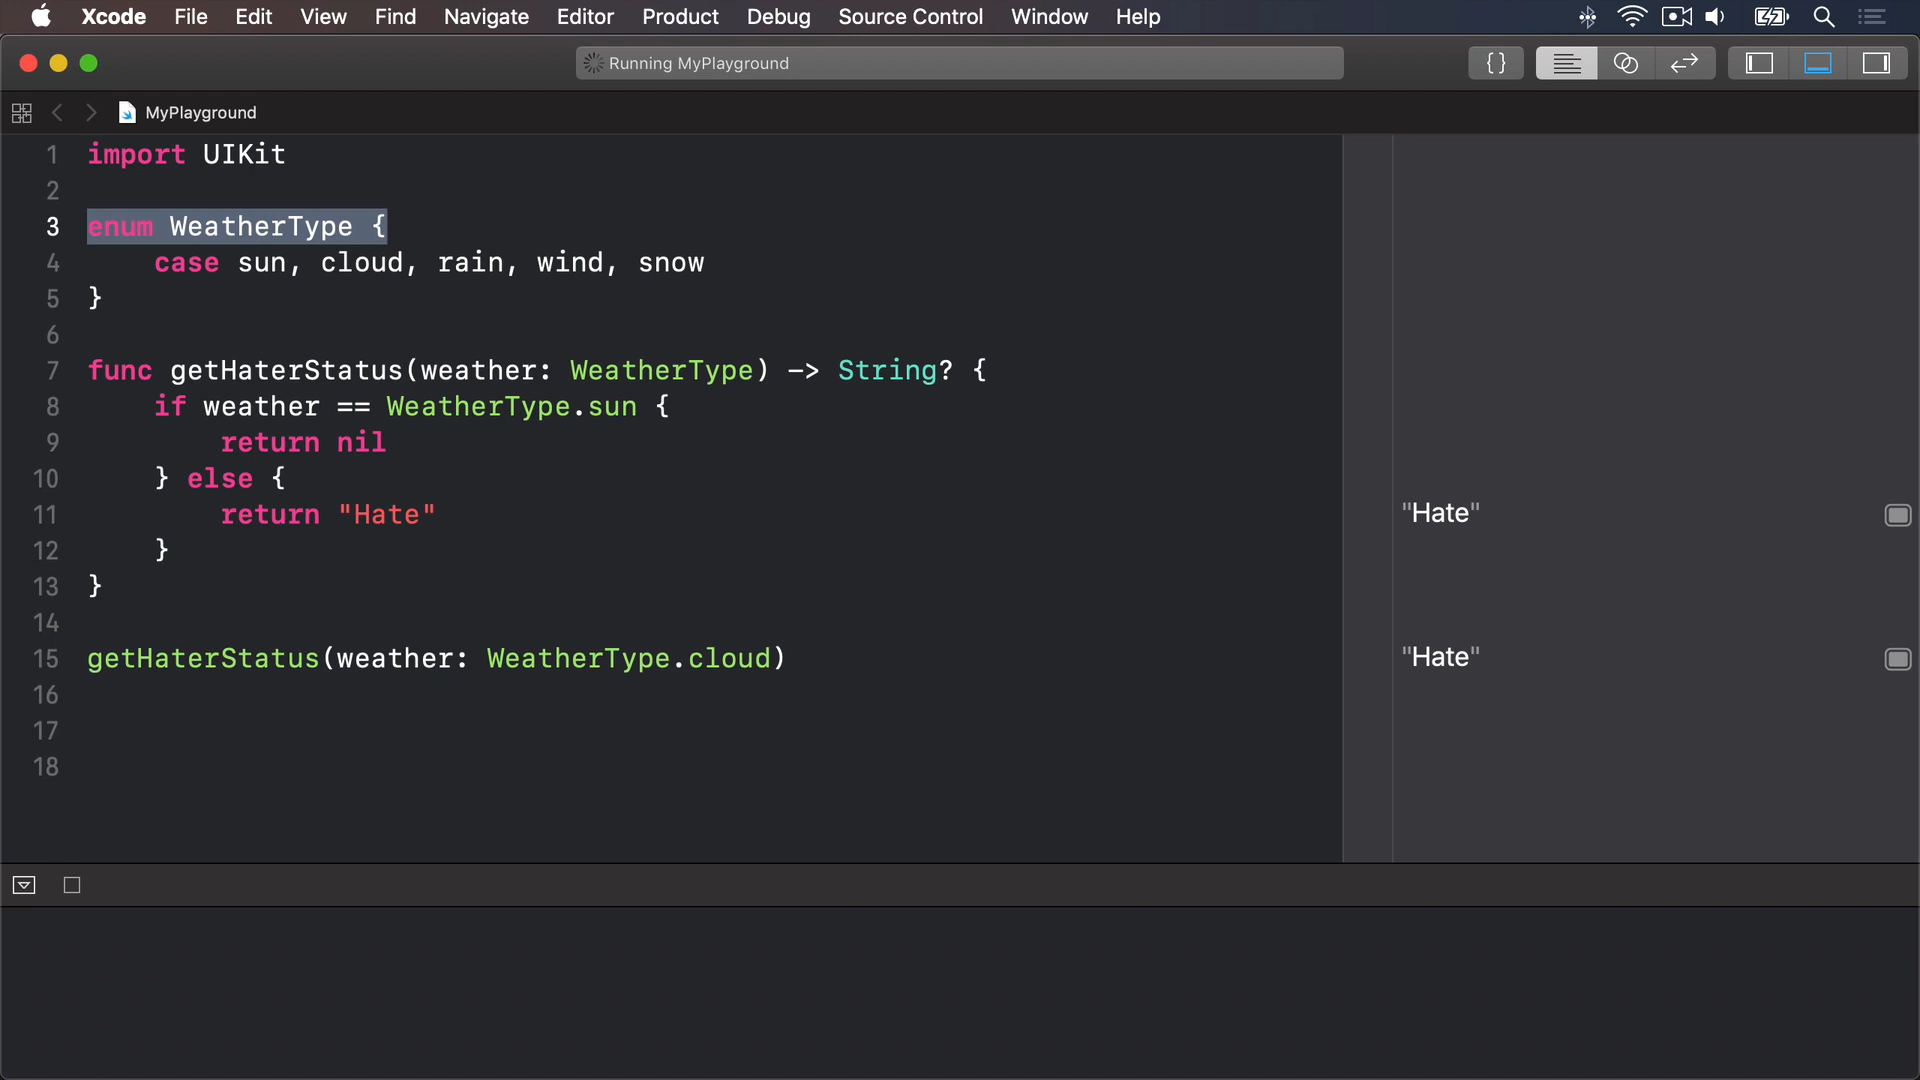 Xcode File Edit View Find Navigate Editor Product Debug Source Control Window Help
Running MyPlayground
{}
MyPlayground
1 import UIKit
2
3 enum WeatherType {
4 case sun, cloud, rain, wind, snow
5 }
6
7 func getHaterStatus(weather: WeatherType) -> String? {
8 if weather == WeatherType.sun {
9 return nil
10 } else {
11 return "Hate"
"Hate"
12 }
13 }
14
15 getHaterStatus(weather: WeatherType.cloud)
"Hate"
16
17
18